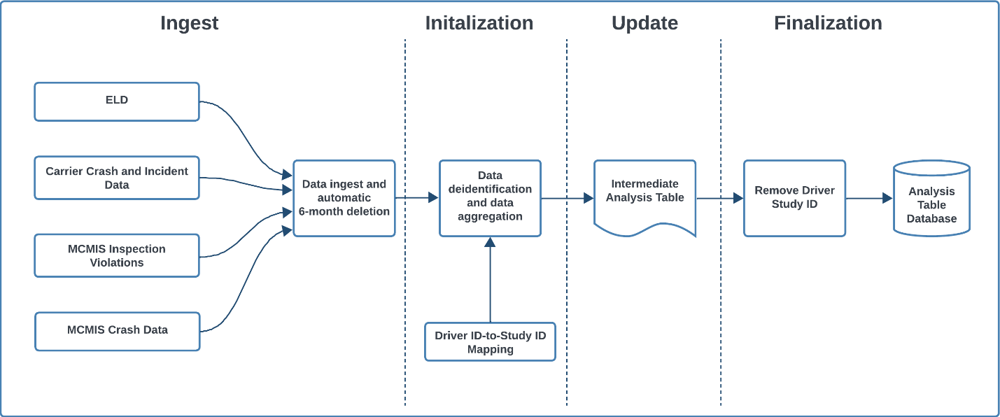 Ingest
Initalization
Update
Finalization
ELD
Carrier Crash and Incident
Data
MCMIS Inspection
Violations
MCMIS Crash Data
Data ingest and
automatic
6-month deletion
Data
deidentification
and data
aggregation
Driver ID-to-Study ID
Mapping
Intermediate
Analysis Table
Remove Driver
Study ID
Analysis
Table
Database